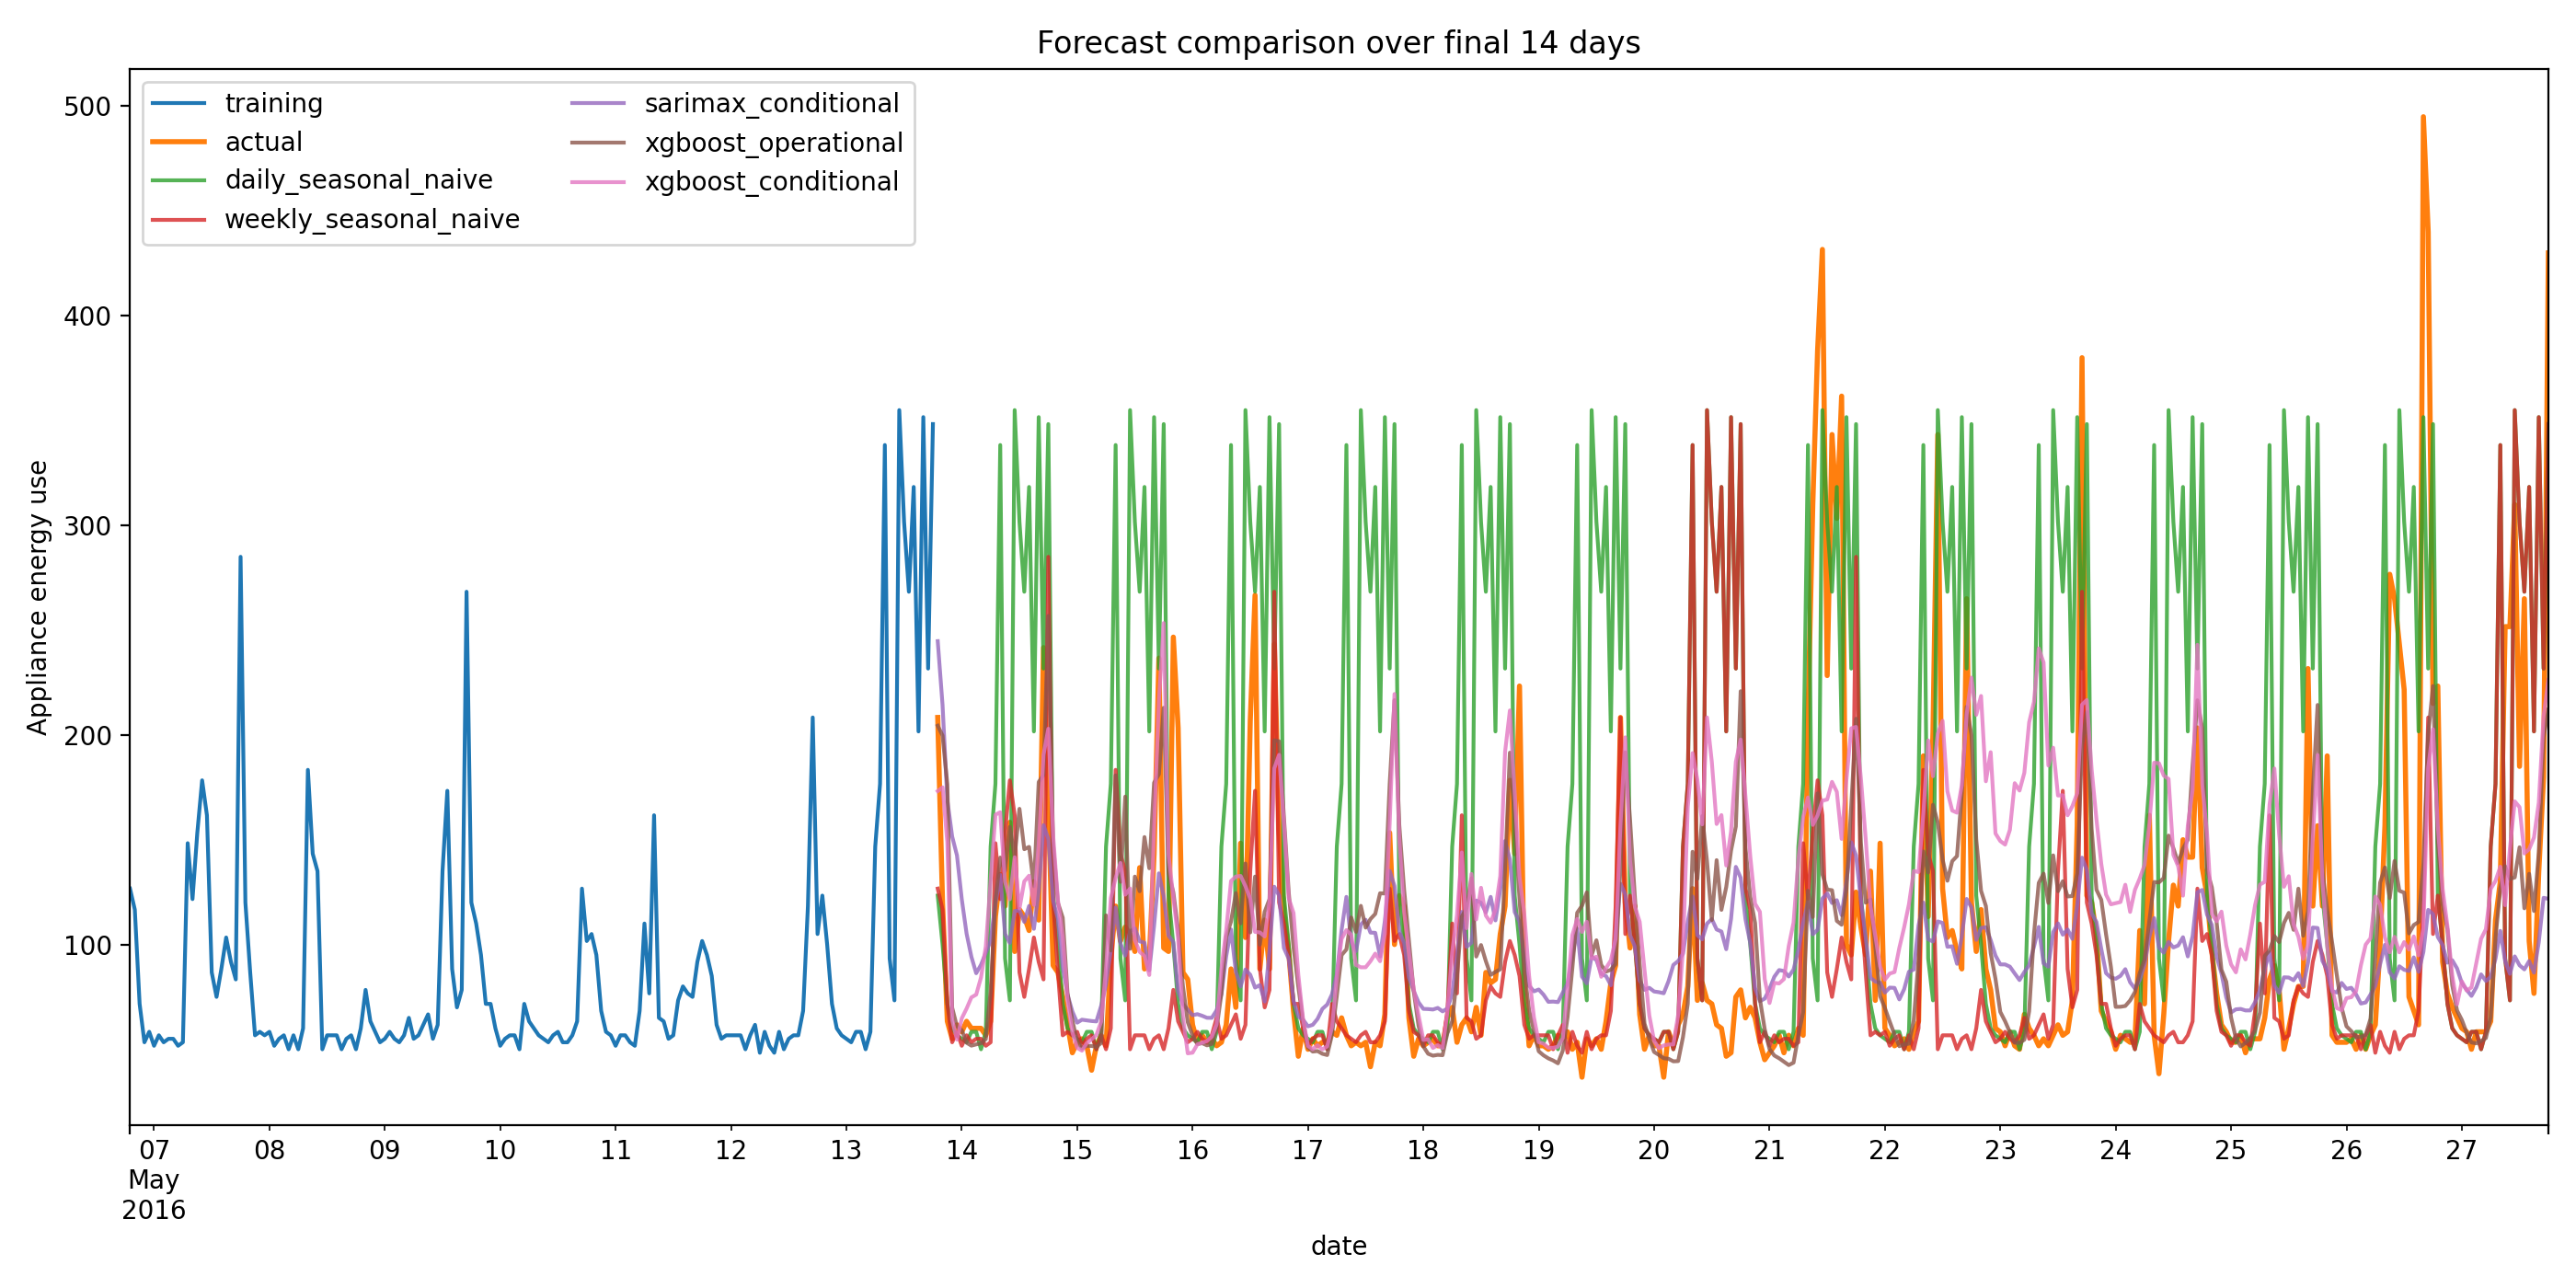 Forecast comparison over final 14 days
training
actual
daily_seasonal_naive
weekly_seasonal_naive
sarimax_conditional
xgboost_operational
xgboost_conditional
500
400
300
200
100
Appliance energy use
07 08 09 10 11 12 13 14 15 16 17 18 19 20 21 22 23 24 25 26 27
May
2016
date